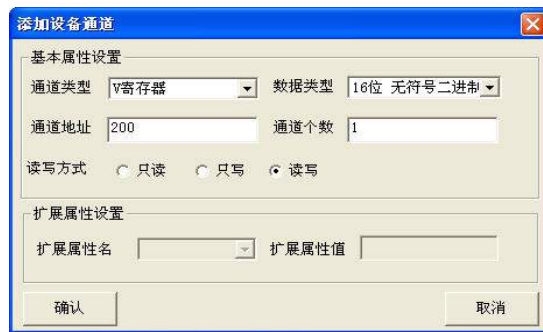 添加设备通道
基本属性设置
通道类型 V寄存器 数据类型 16位 无符号二进制
通道地址 200 通道个数 1
读写方式 只读 只写 读写
扩展属性设置
扩展属性名 扩展属性值
确认 取消